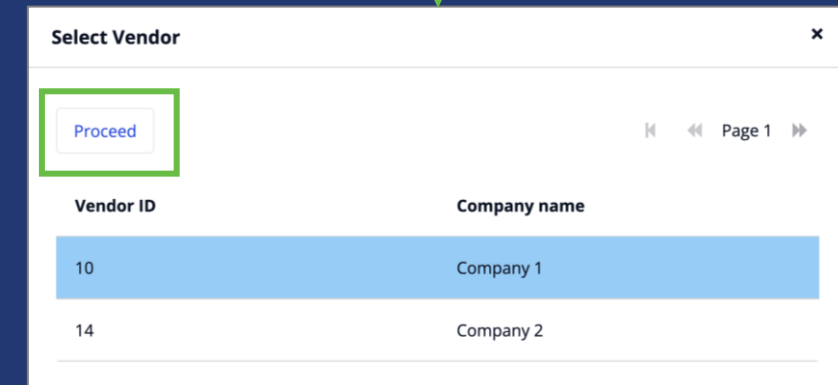 Select Vendor ×
Proceed Page 1
Vendor ID Company name
10 Company 1
14 Company 2